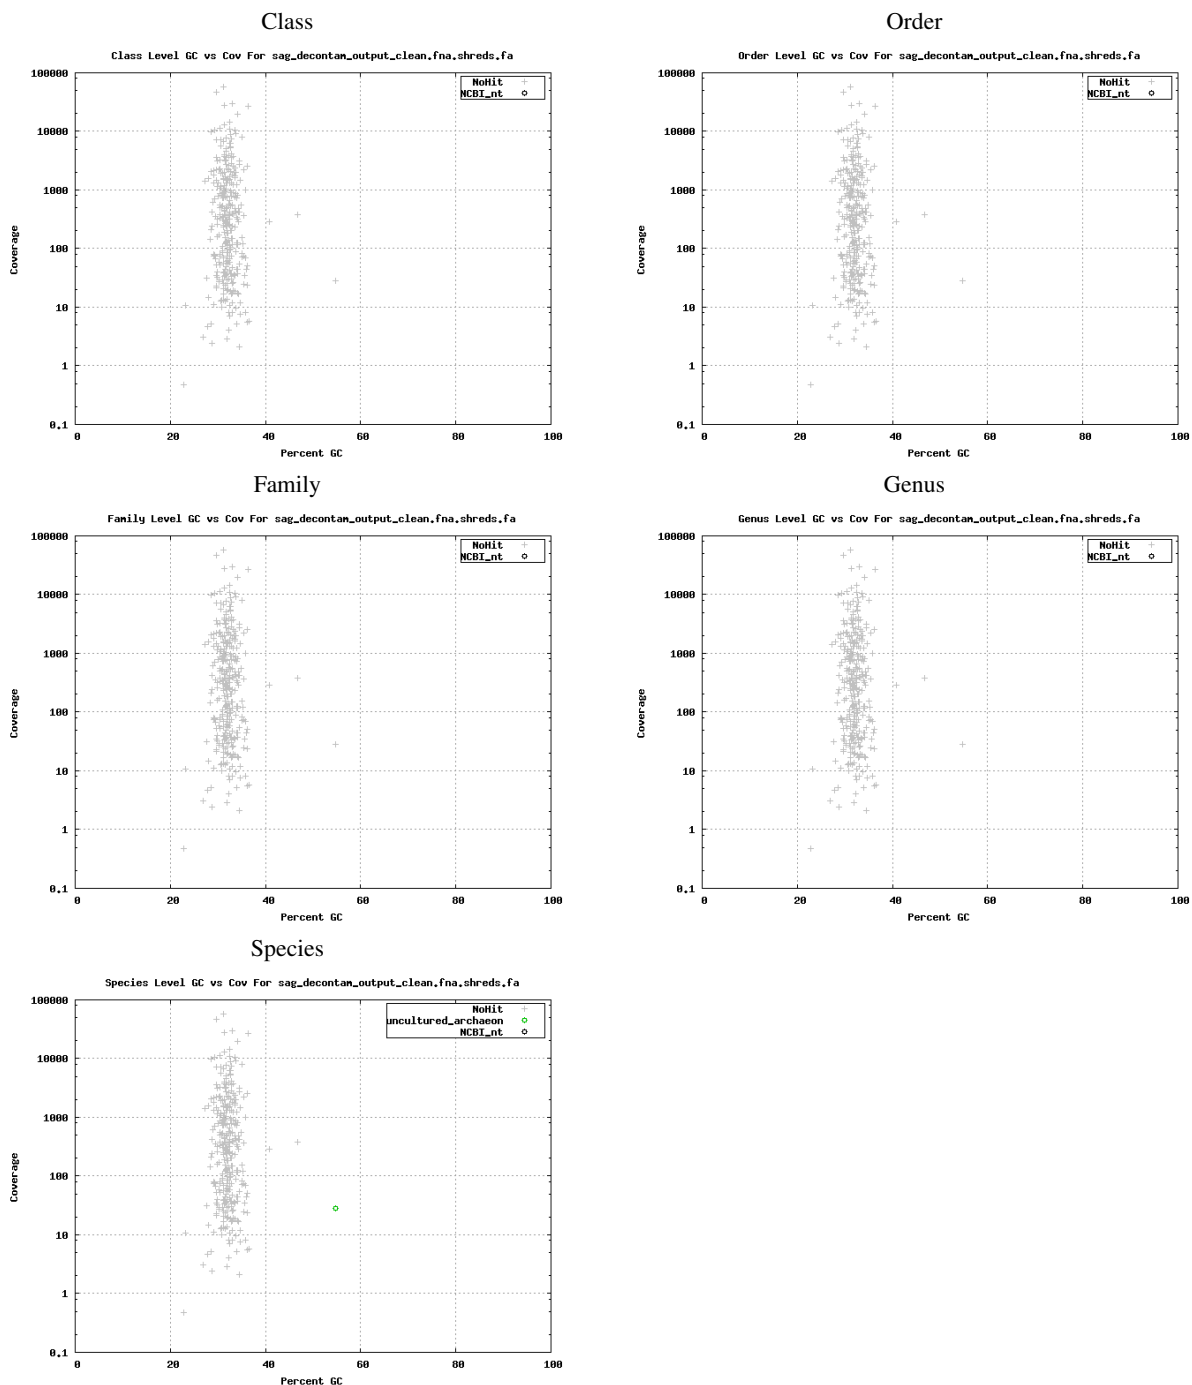 Class
Class Level GC vs Cov For sag_decontam_output_clean.fna.shreds.fa
NoHit
NCBI_nt
100000
10000
1000
100
10
1
0.1
Coverage
0 20 40 60 80 100
Percent GC
Order
Order Level GC vs Cov For sag_decontam_output_clean.fna.shreds.fa
NoHit
NCBI_nt
100000
10000
1000
100
10
1
0.1
Coverage
0 20 40 60 80 100
Percent GC
Family
Family Level GC vs Cov For sag_decontam_output_clean.fna.shreds.fa
NoHit
NCBI_nt
100000
10000
1000
100
10
1
0.1
Coverage
0 20 40 60 80 100
Percent GC
Genus
Genus Level GC vs Cov For sag_decontam_output_clean.fna.shreds.fa
NoHit
NCBI_nt
100000
10000
1000
100
10
1
0.1
Coverage
0 20 40 60 80 100
Percent GC
Species
Species Level GC vs Cov For sag_decontam_output_clean.fna.shreds.fa
NoHit
uncultured_archaeon
NCBI_nt
100000
10000
1000
100
10
1
0.1
Coverage
0 20 40 60 80 100
Percent GC